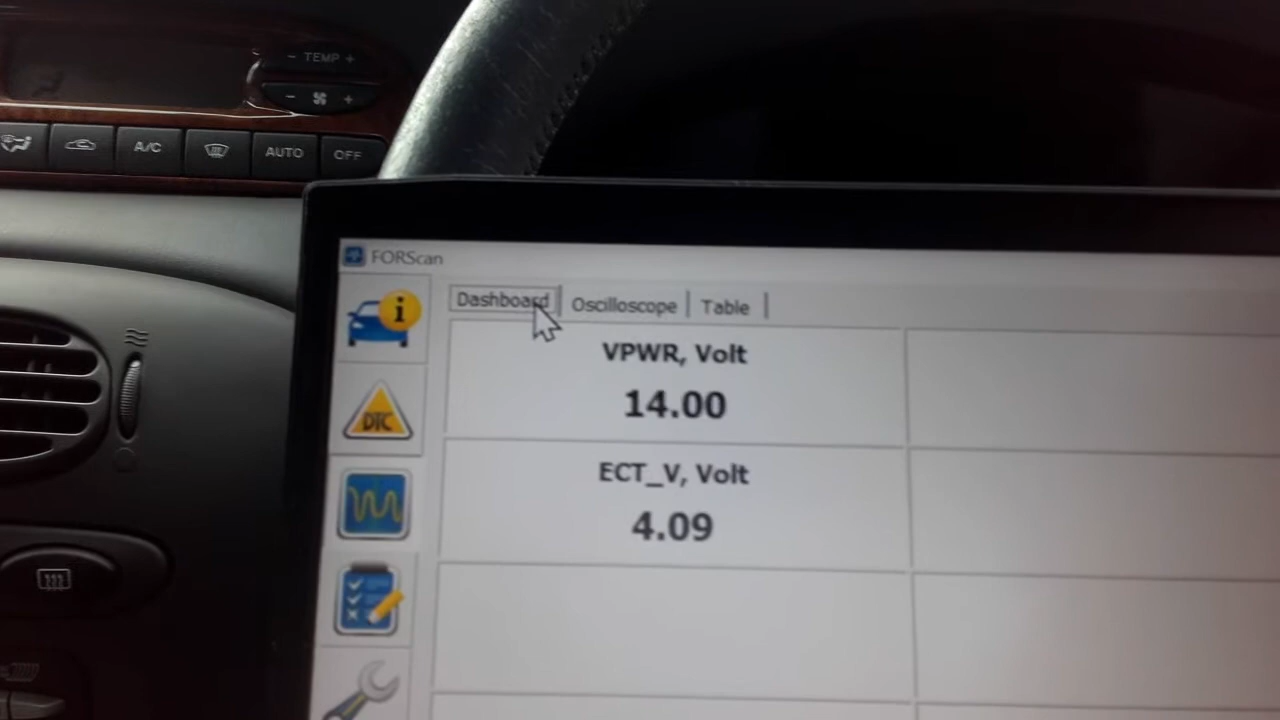 − TEMP +
− +
A/C
AUTO
OFF
FORScan
Dashboard
Oscilloscope
Table
i
VPWR, Volt
14.00
DTC
ECT_V, Volt
4.09